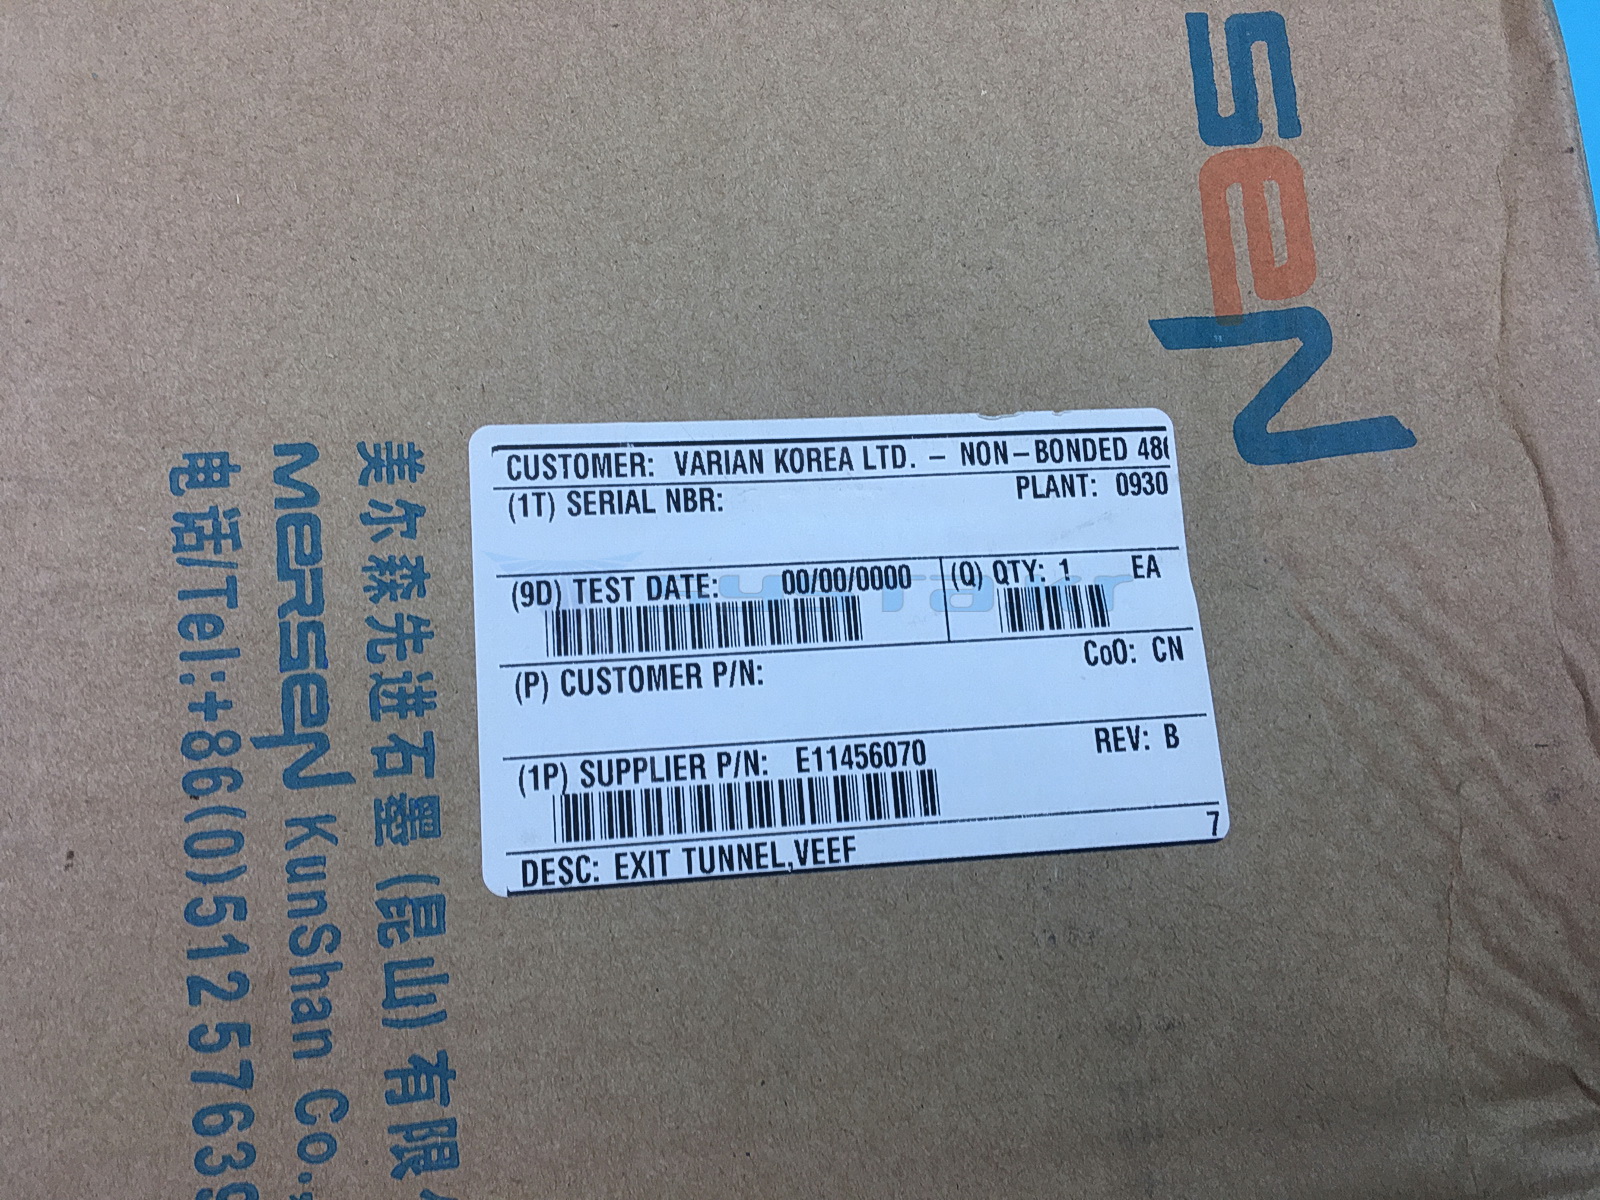 seN
CUSTOMER: VARIAN KOREA LTD. – NON–BONDED 48
(1T) SERIAL NBR:
PLANT: 0930
(9D) TEST DATE: 00/00/0000
(Q) QTY: 1 EA
(P) CUSTOMER P/N:
CoO: CN
(1P) SUPPLIER P/N: E11456070
REV: B
7
DESC: EXIT TUNNEL,VEEF
美尔森先进石墨(昆山)有限
MERSEN KunShan Co.,
电话/Tel:+86(0)512 5763